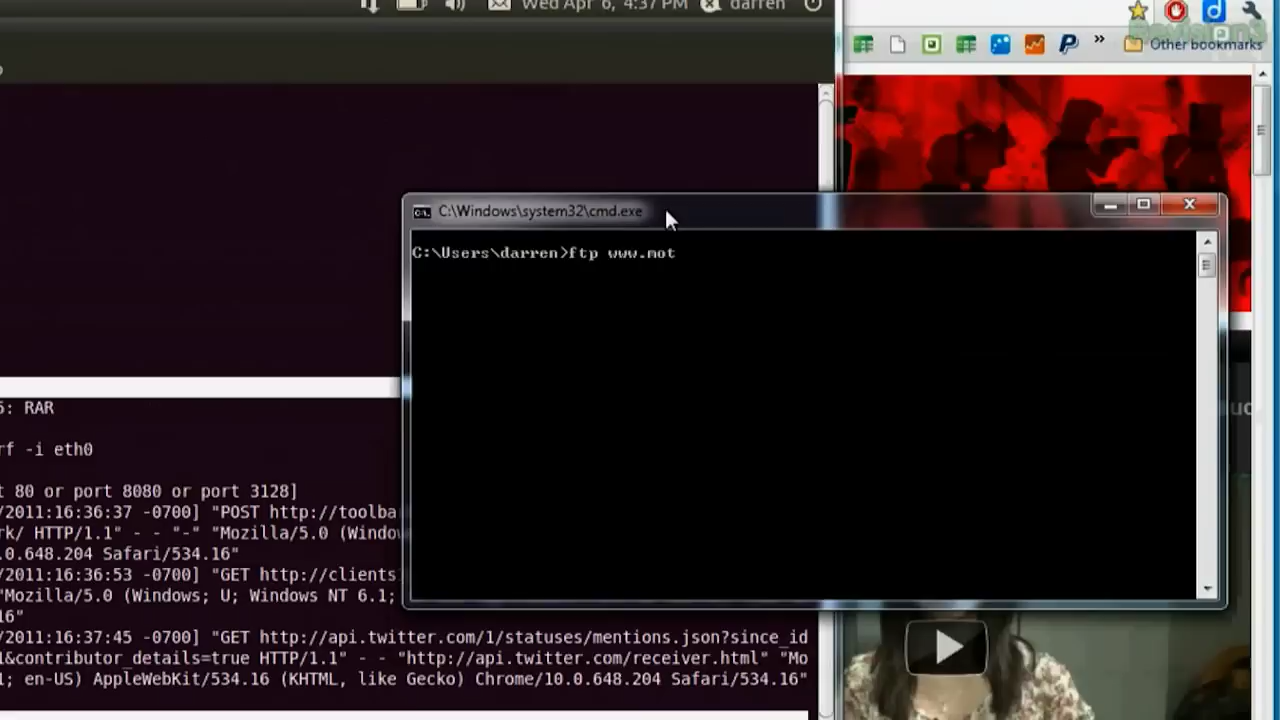 Wed Apr 6, 4:37 PM darren
Revision3
Other bookmarks
C:\Windows\system32\cmd.exe
C:\Users\darren>ftp www.mot
: RAR
rf -i eth0
t 80 or port 8080 or port 3128]
/2011:16:36:37 -0700] "POST http://toolba
rk/ HTTP/1.1" - - "-" "Mozilla/5.0 (Windo
.0.648.204 Safari/534.16"
/2011:16:36:53 -0700] "GET http://clients
"Mozilla/5.0 (Windows; U; Windows NT 6.1;
16"
/2011:16:37:45 -0700] "GET http://api.twitter.com/1/statuses/mentions.json?since_id
1&contributor_details=true HTTP/1.1" - - "http://api.twitter.com/receiver.html" "Mo
1; en-US) AppleWebKit/534.16 (KHTML, like Gecko) Chrome/10.0.648.204 Safari/534.16"